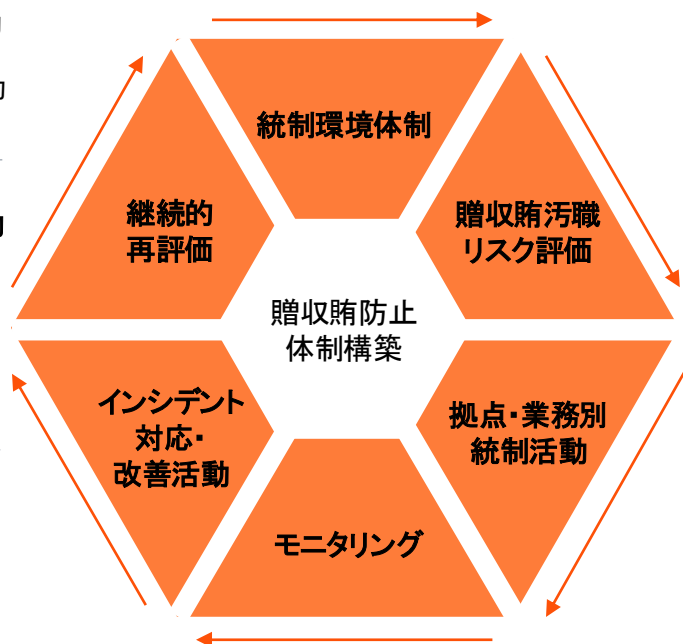 統制環境体制
贈収賄汚職
リスク評価
拠点・業務別
統制活動
モニタリング
インシデント
対応・
改善活動
継続的
再評価
贈収賄防止
体制構築